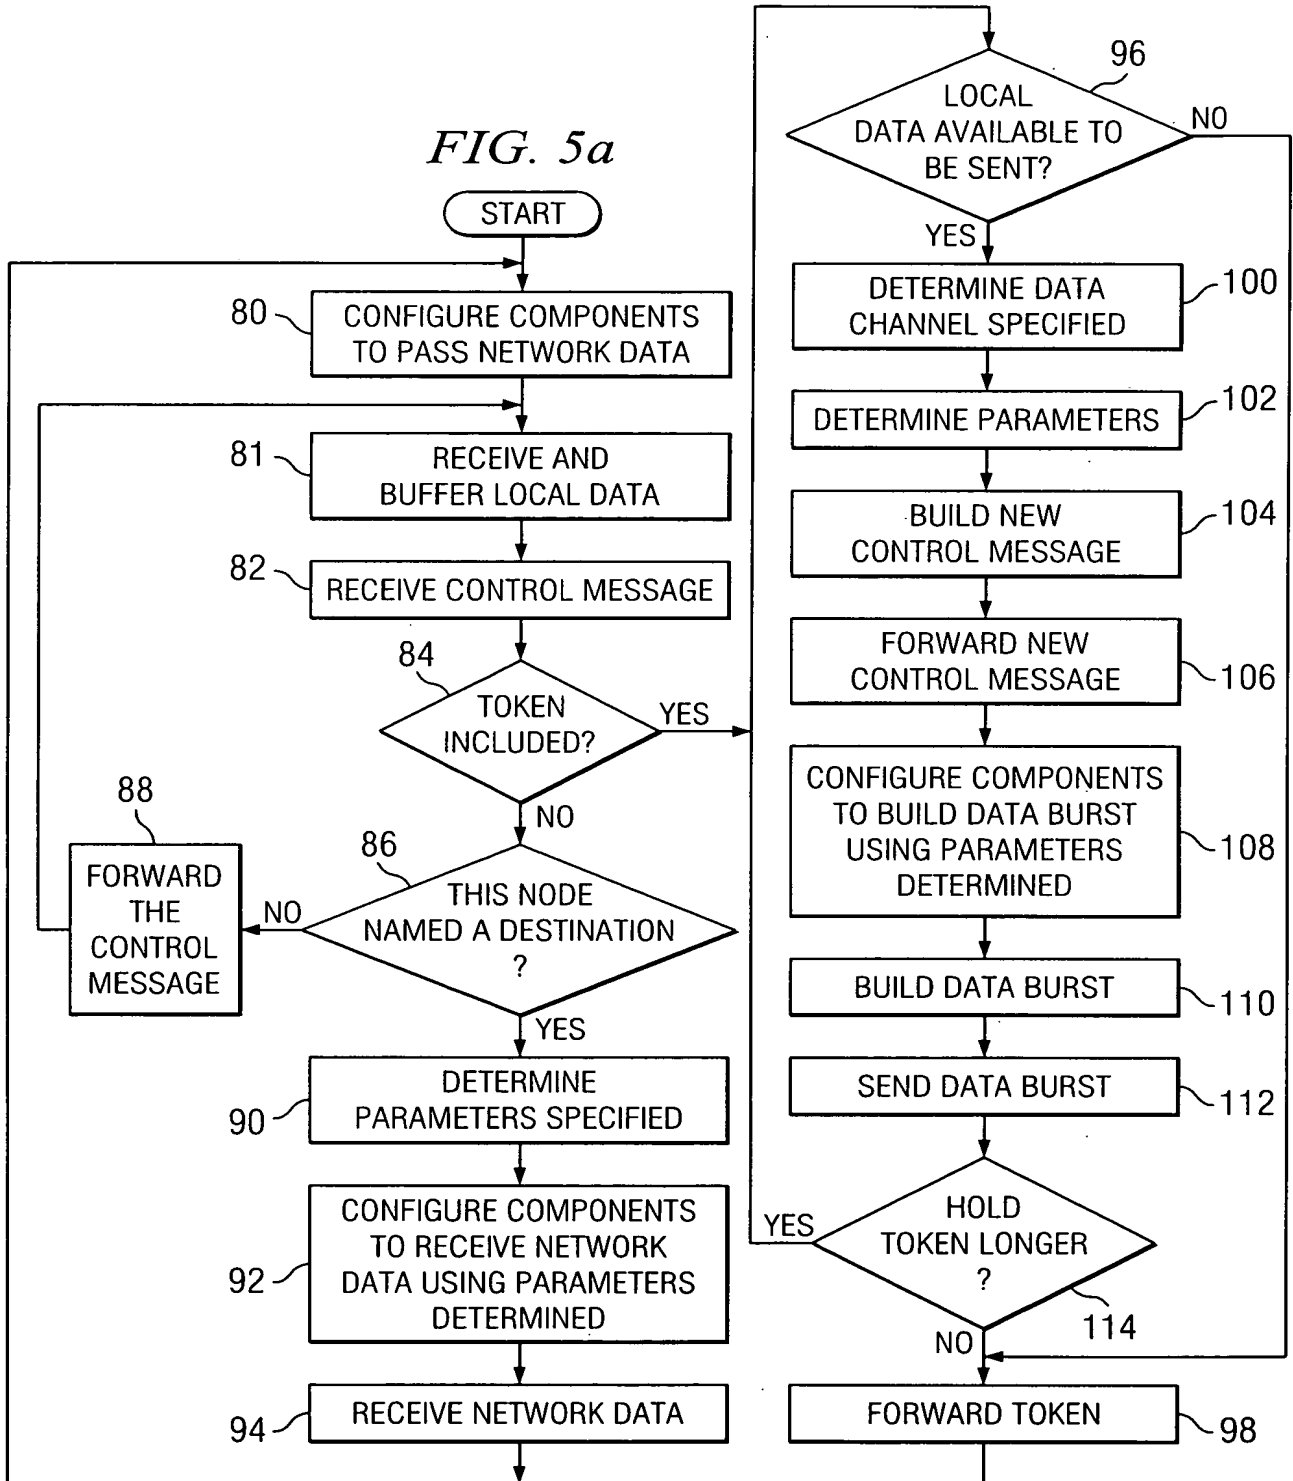 FIG. 5a
START
80
CONFIGURE COMPONENTS
TO PASS NETWORK DATA
81
RECEIVE AND
BUFFER LOCAL DATA
82
RECEIVE CONTROL MESSAGE
84
TOKEN
INCLUDED?
YES
NO
86
THIS NODE
NAMED A DESTINATION
?
NO
88
FORWARD
THE
CONTROL
MESSAGE
YES
90
DETERMINE
PARAMETERS SPECIFIED
92
CONFIGURE COMPONENTS
TO RECEIVE NETWORK
DATA USING PARAMETERS
DETERMINED
94
RECEIVE NETWORK DATA
96
LOCAL
DATA AVAILABLE TO
BE SENT?
NO
YES
DETERMINE DATA
CHANNEL SPECIFIED
100
DETERMINE PARAMETERS
102
BUILD NEW
CONTROL MESSAGE
104
FORWARD NEW
CONTROL MESSAGE
106
CONFIGURE COMPONENTS
TO BUILD DATA BURST
USING PARAMETERS
DETERMINED
108
BUILD DATA BURST
110
SEND DATA BURST
112
HOLD
TOKEN LONGER
?
YES
114
NO
FORWARD TOKEN
98